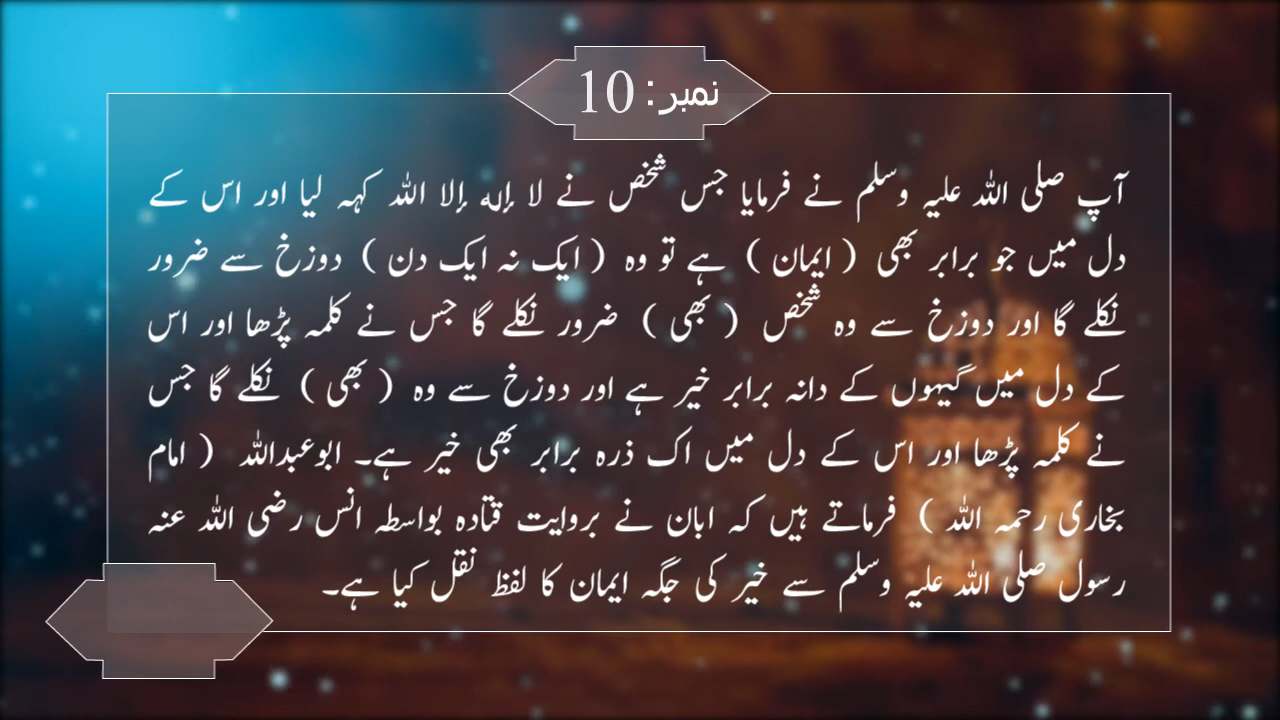 نمبر: 10
آپ صلی اللہ علیہ وسلم نے فرمایا جس شخص نے لا إله إلا اللہ کہہ لیا اور اس کے
دل میں جو برابر بھی ( ایمان ) ہے تو وہ ( ایک نہ ایک دن ) دوزخ سے ضرور
نکلے گا اور دوزخ سے وہ شخص ( بھی ) ضرور نکلے گا جس نے کلمہ پڑھا اور اس
کے دل میں گیہوں کے دانہ برابر خیر ہے اور دوزخ سے وہ ( بھی ) نکلے گا جس
نے کلمہ پڑھا اور اس کے دل میں اک ذرہ برابر بھی خیر ہے۔ ابوعبداللہ ( امام
بخاری رحمہ اللہ ) فرماتے ہیں کہ ابان نے بروایت قتادہ بواسطہ انس رضی اللہ عنہ
رسول صلی اللہ علیہ وسلم سے خیر کی جگہ ایمان کا لفظ نقل کیا ہے۔